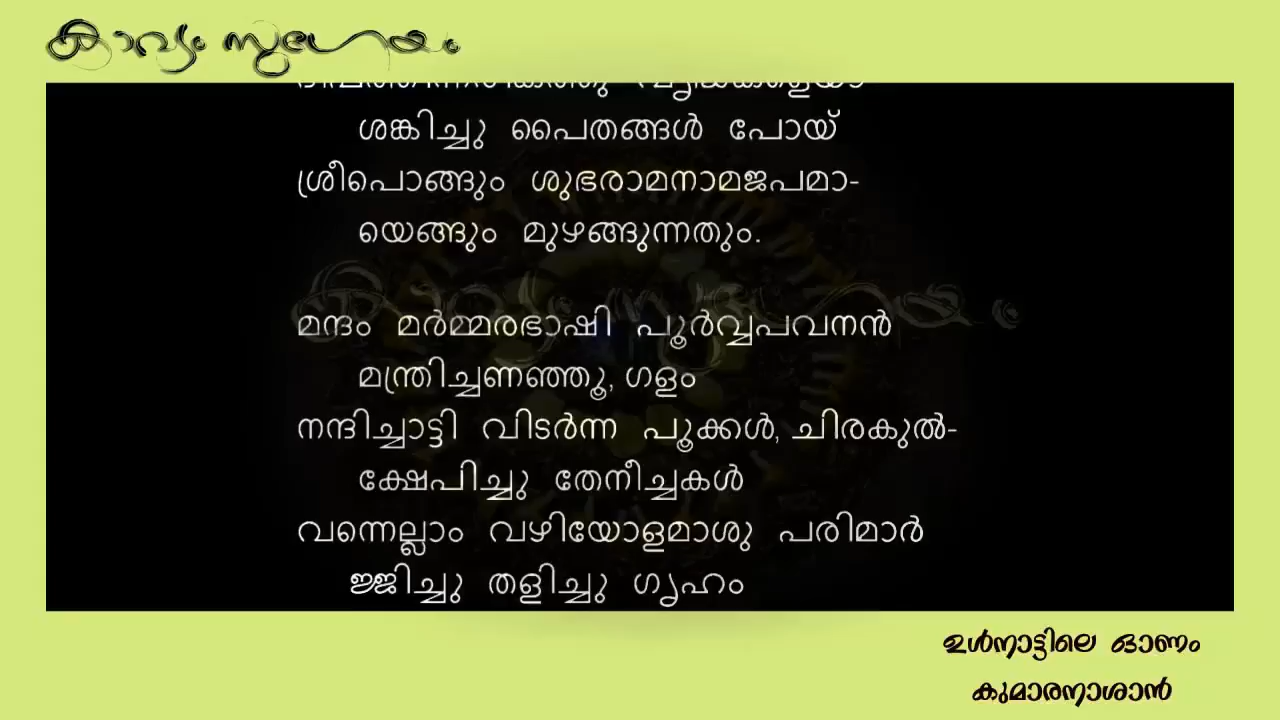 കാവ്യം സുഗേയം
ശങ്കിച്ചു പൈതങ്ങൾ പോയ്
ശ്രീപൊങ്ങും ശുഭരാമനാമജപമാ-
യെങ്ങും മുഴങ്ങുന്നതും.
മന്ദം മർമ്മരഭാഷി പൂർവ്വപവനൻ
മന്ത്രിച്ചണഞ്ഞൂ, ഗളം
നന്ദിച്ചാട്ടി വിടർന്ന പൂക്കൾ, ചിരകുൽ-
ക്ഷേപിച്ചു തേനീച്ചകൾ
വന്നെല്ലാം വഴിയോളമാശു പരിമാർ
ജ്ജിച്ചു തളിച്ചു ഗൃഹം
ഉൾനാട്ടിലെ ഓണം
കുമാരനാശാൻ